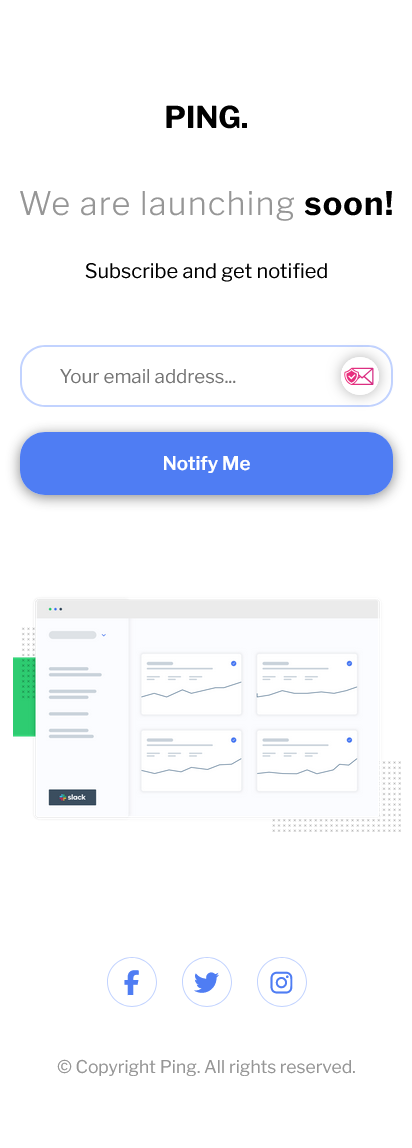 PING.
We are launching soon!
Subscribe and get notified
Your email address...
Notify Me
slack
© Copyright Ping. All rights reserved.